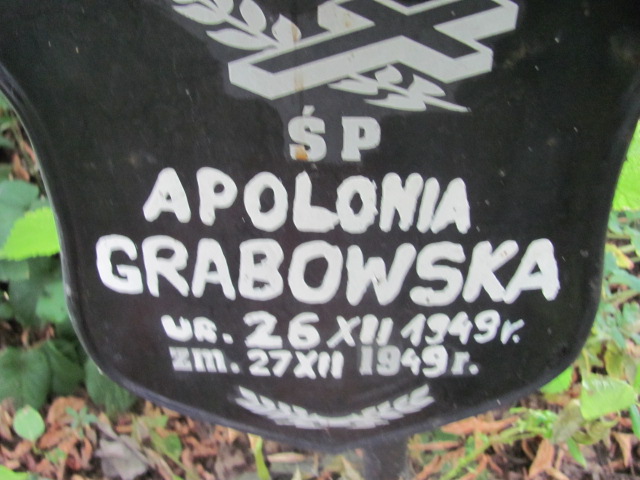 ŚP
APOLONIA
GRABOWSKA
ur. 26 XII 1949 r.
zm. 27 XII 1949 r.